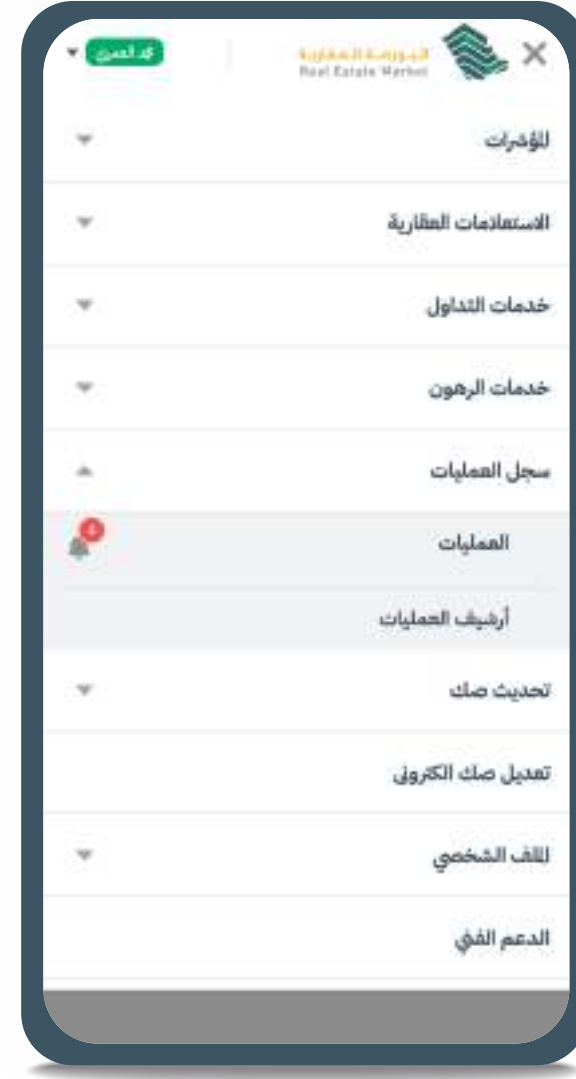 البورصة العقارية
Real Estate Market
المؤشرات
الاستعلامات العقارية
خدمات التداول
خدمات الرهون
سجل العمليات
العمليات
4
أرشيف العمليات
تحديث صك
تعديل صك الكتروني
الملف الشخصي
الدعم الفني